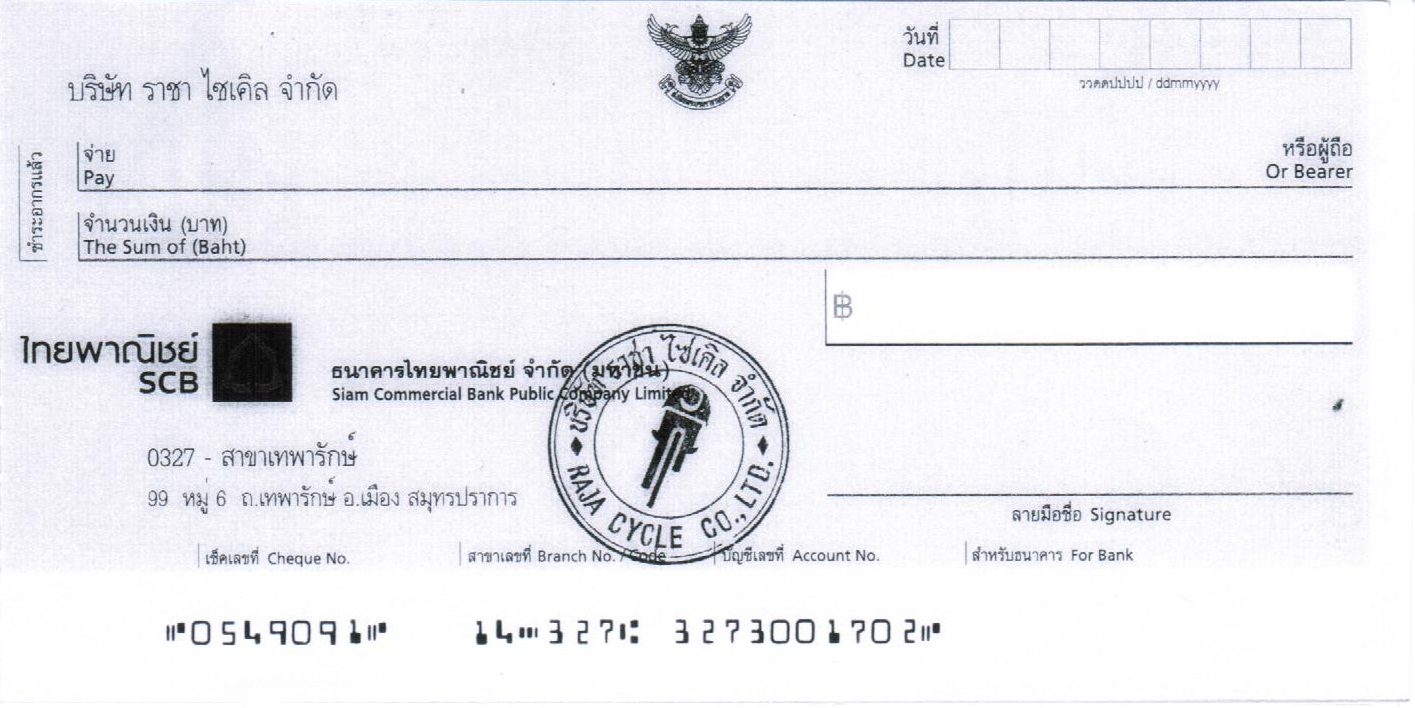 บริษัท ราชา ไซเคิล จำกัด
วันที่
Date
ววดดปปปป / ddmmyyyy
ชำระอากรแล้ว
จ่าย
Pay
หรือผู้ถือ
Or Bearer
จำนวนเงิน (บาท)
The Sum of (Baht)
฿
ไทยพาณิชย์
SCB
ธนาคารไทยพาณิชย์ จำกัด (มหาชน)
Siam Commercial Bank Public Company Limited
บริษัท ราชา ไซเคิล จำกัด
RAJA CYCLE CO., LTD.
0327 - สาขาเทพารักษ์
99 หมู่ 6 ถ.เทพารักษ์ อ.เมือง สมุทรปราการ
ลายมือชื่อ Signature
เช็คเลขที่ Cheque No.
สาขาเลขที่ Branch No. / Code
บัญชีเลขที่ Account No.
สำหรับธนาคาร For Bank
⑈0549091⑈ 14⑉327⑆ 3273001702⑈